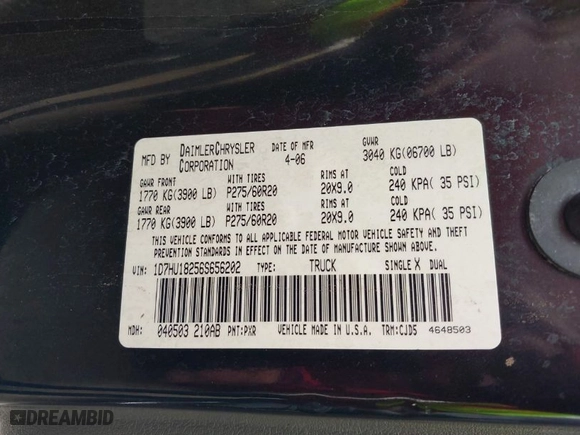 MFD BY DAIMLERCHRYSLER CORPORATION DATE OF MFR 4-06 GVWR 3040 KG(06700 LB)
GAWR FRONT TIRES RIMS AT COLD
1770 KG(3900 LB) P275/60R20 20X9.0 240 KPA( 35 PSI)
GAWR REAR TIRES RIMS AT COLD
1770 KG(3900 LB) P275/60R20 20X9.0 240 KPA( 35 PSI)
THIS VEHICLE CONFORMS TO ALL APPLICABLE FEDERAL MOTOR VEHICLE SAFETY AND THEFT
PREVENTION STANDARDS IN EFFECT ON THE DATE OF MANUFACTURE SHOWN ABOVE.
VIN: 1D7HU18256S656202 TYPE: TRUCK SINGLE X DUAL
MDH: 040503 210AB PNT:PXR VEHICLE MADE IN U.S.A. TRM:CJD5 4648503
DREAMBID